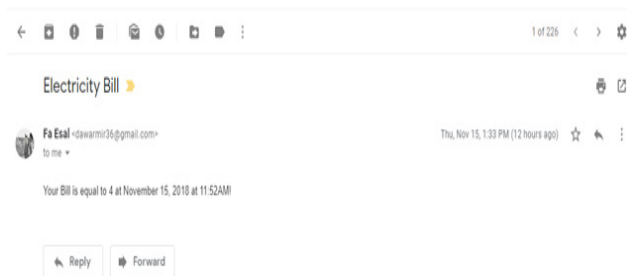 1 of 226
Electricity Bill
Fa Esal <dawarmir36@gmail.com>
Thu, Nov 15, 1:33 PM (12 hours ago)
to me
Your Bill is equal to 4 at November 15, 2018 at 11:52AM!
Reply
Forward